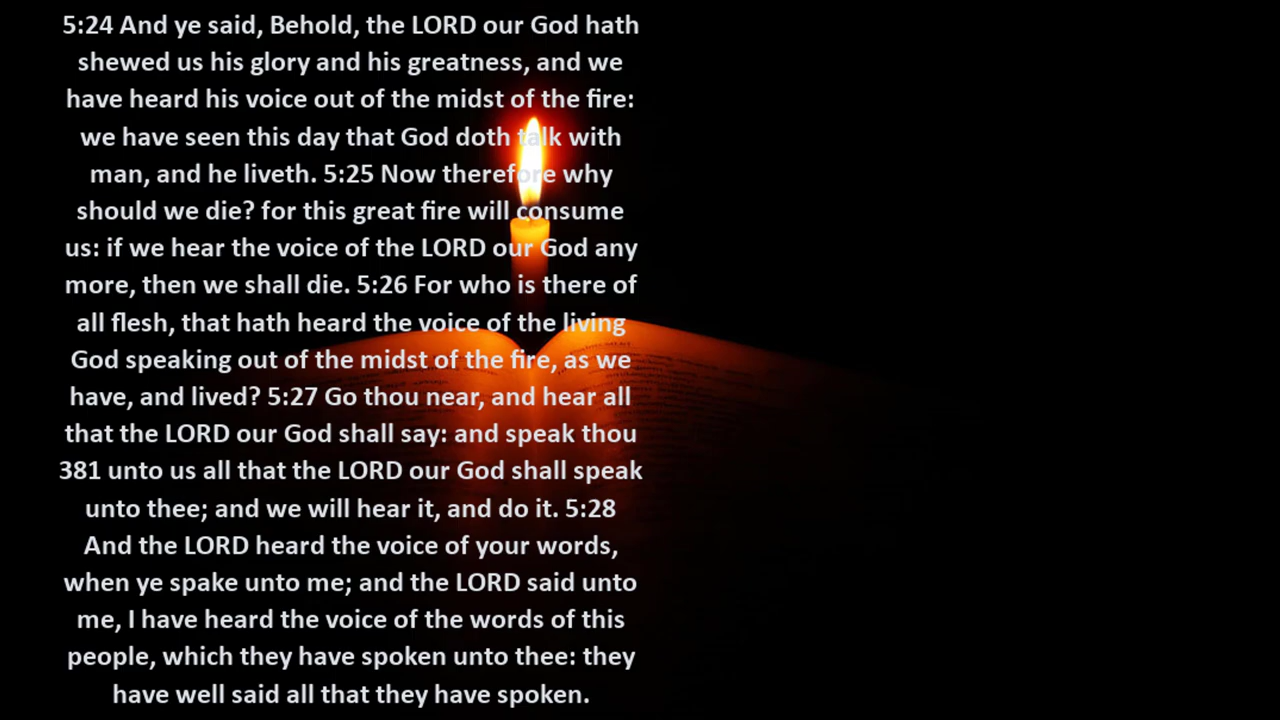 5:24 And ye said, Behold, the LORD our God hath
shewed us his glory and his greatness, and we
have heard his voice out of the midst of the fire:
we have seen this day that God doth talk with
man, and he liveth. 5:25 Now therefore why
should we die? for this great fire will consume
us: if we hear the voice of the LORD our God any
more, then we shall die. 5:26 For who is there of
all flesh, that hath heard the voice of the living
God speaking out of the midst of the fire, as we
have, and lived? 5:27 Go thou near, and hear all
that the LORD our God shall say: and speak thou
381 unto us all that the LORD our God shall speak
unto thee; and we will hear it, and do it. 5:28
And the LORD heard the voice of your words,
when ye spake unto me; and the LORD said unto
me, I have heard the voice of the words of this
people, which they have spoken unto thee: they
have well said all that they have spoken.